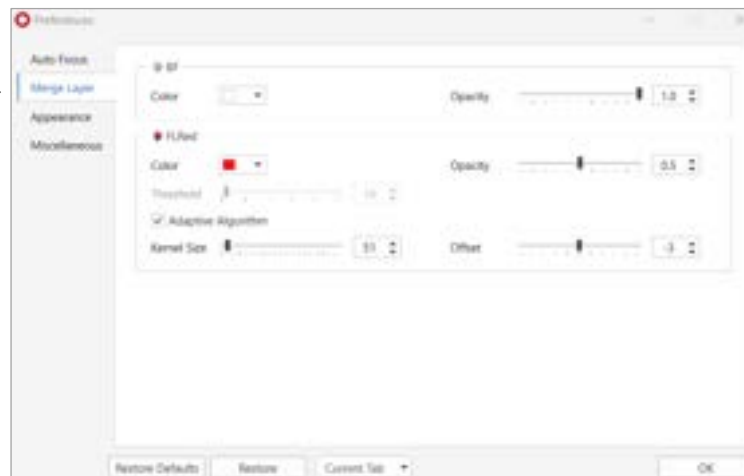 Preferences
Auto Focus
Merge Layer
Appearance
Miscellaneous
BF
Color
Opacity
1.0
FLRed
Color
Opacity
0.5
Threshold
Adaptive Algorithm
Kernel Size
51
Offset
-3
Restore Defaults
Restore
Current Tab
OK